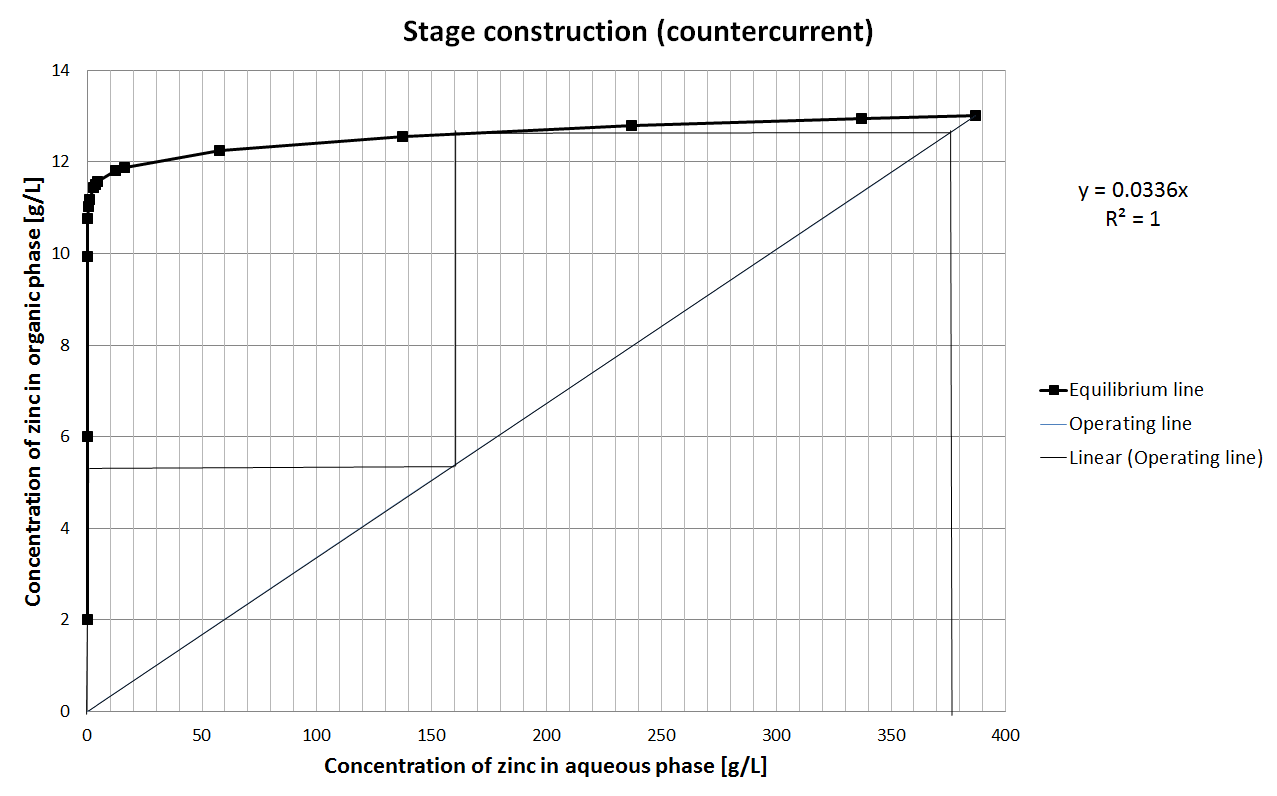 Stage construction (countercurrent)
14
12
10
8
6
4
2
0
Concentration of zinc in organic phase [g/L]
0 50 100 150 200 250 300 350 400
Concentration of zinc in aqueous phase [g/L]
y = 0.0336x
R² = 1
Equilibrium line
Operating line
Linear (Operating line)